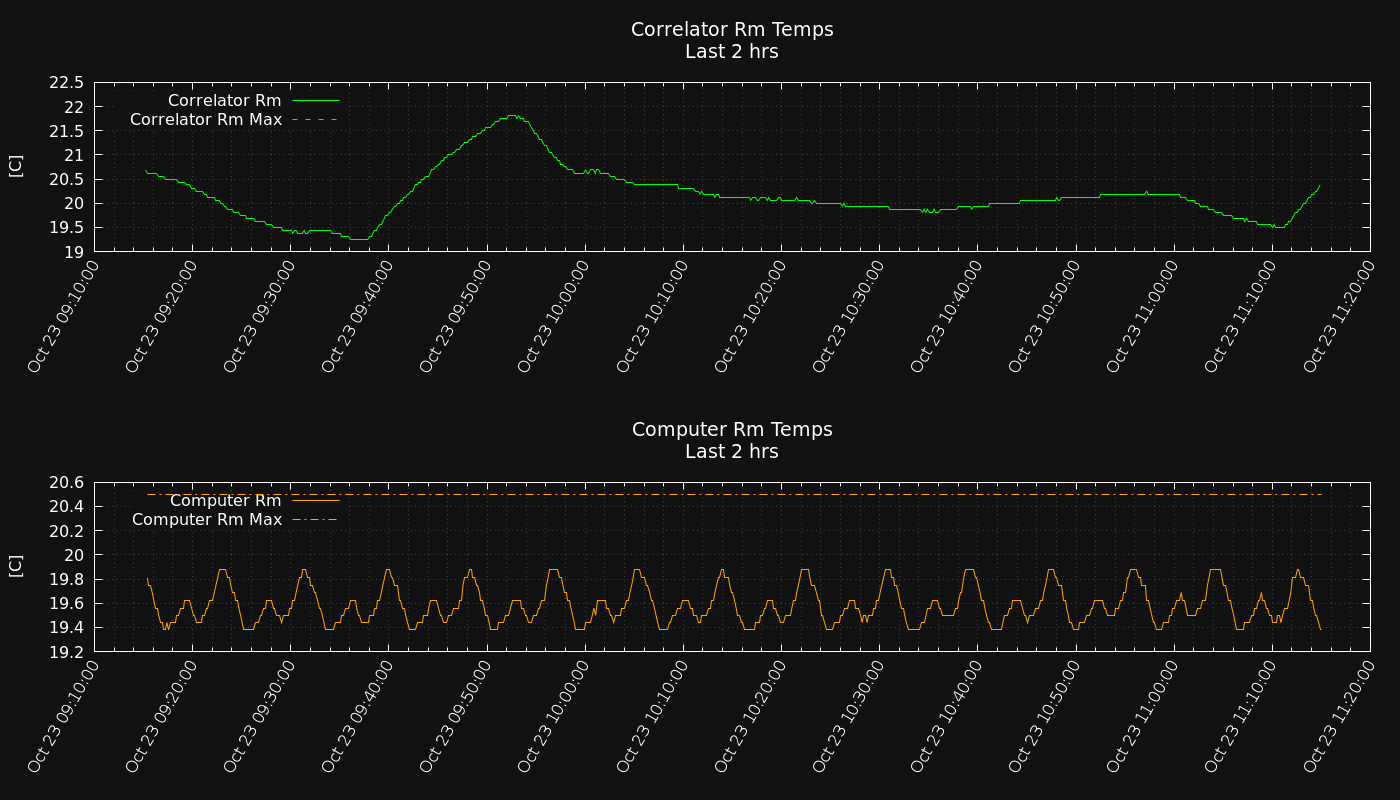 Correlator Rm Temps
Last 2 hrs
22.5
22
21.5
21
20.5
20
19.5
19
[C]
Correlator Rm
Correlator Rm Max
Oct 23 09:10:00
Oct 23 09:20:00
Oct 23 09:30:00
Oct 23 09:40:00
Oct 23 09:50:00
Oct 23 10:00:00
Oct 23 10:10:00
Oct 23 10:20:00
Oct 23 10:30:00
Oct 23 10:40:00
Oct 23 10:50:00
Oct 23 11:00:00
Oct 23 11:10:00
Oct 23 11:20:00
Computer Rm Temps
Last 2 hrs
20.6
20.4
20.2
20
19.8
19.6
19.4
19.2
[C]
Computer Rm
Computer Rm Max
Oct 23 09:10:00
Oct 23 09:20:00
Oct 23 09:30:00
Oct 23 09:40:00
Oct 23 09:50:00
Oct 23 10:00:00
Oct 23 10:10:00
Oct 23 10:20:00
Oct 23 10:30:00
Oct 23 10:40:00
Oct 23 10:50:00
Oct 23 11:00:00
Oct 23 11:10:00
Oct 23 11:20:00